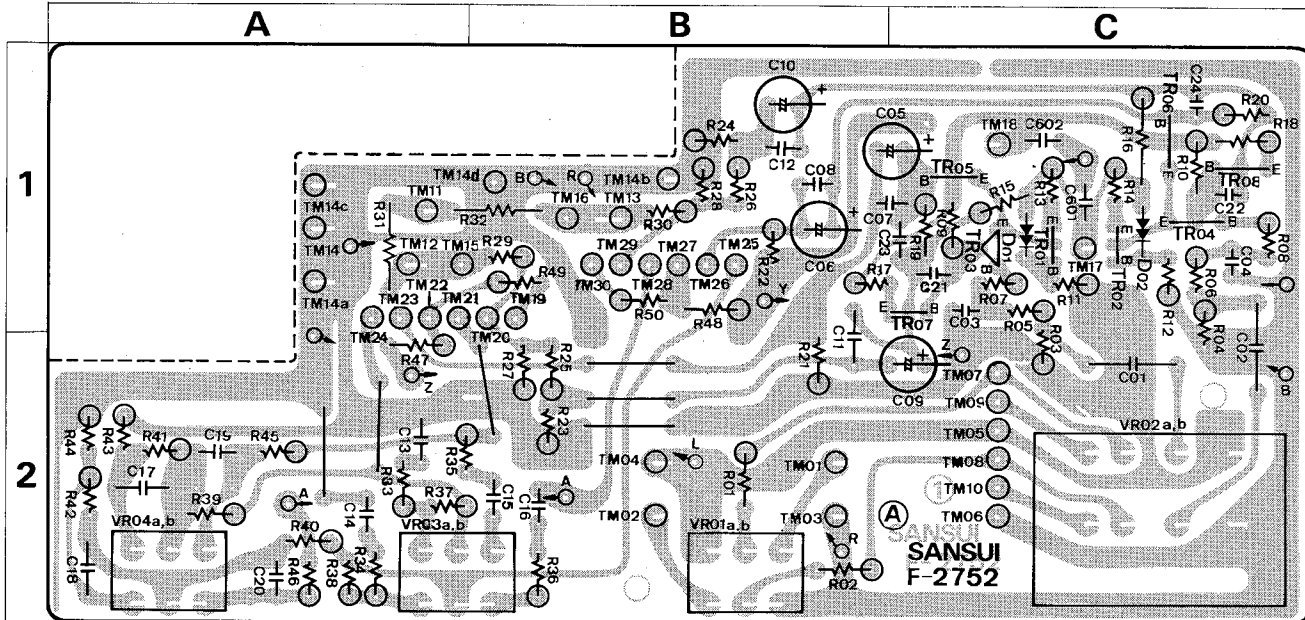 A B C
1
2
C10
C24
TR06
R20
R18
C05
TM18
C602
R16
B
R24
C12
R10
B E
TR08
TM14d
B
R
TM14b
C08
TR05
B E
R13
C601
R14
E
C22
TM14c
TM11
R32
TM16
TM13
R30
R28
R26
C07
R15
E B
TR04
R31
TM14
TM12
TM15
R29
TM29
TM27
TM25
C06
C23
R19
R09
TR03
E
D01
TR01
E
B
TM17
TR02
D02
C04
R08
R49
R22
R17
C21
B
R07
R11
R06
TM14a
TM22
TM23
TM21
TM19
TM30
TM28
TM26
Y
R50
R48
E B
TR07
C03
R05
R12
R04
TM24
TM20
C11
R03
C02
R47
Z
R27
R25
R21
C09
Z
TM07
C01
B
TM09
R44
R43
R41
C19
R45
C13
R35
R23
TM05
VR02a,b
C17
R33
TM04
L
R01
TM01
TM08
R42
R39
A
R37
C15
C16
A
TM10
1
C14
VR04a,b
VR03a,b
TM02
VR01a,b
TM03
A
TM06
R40
R
SANSUI
SANSUI
F-2752
C18
C20
R46
R38
R34
R36
R02